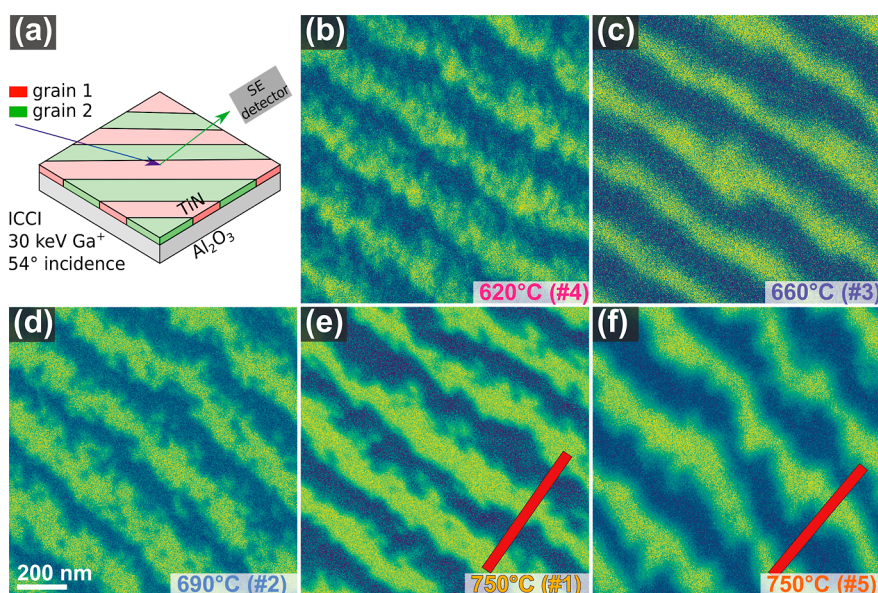 (a)
grain 1
grain 2
SE
detector
TiN
Al₂O₃
ICCI
30 keV Ga⁺
54° incidence
(b)
620°C (#4)
(c)
660°C (#3)
(d)
200 nm
690°C (#2)
(e)
750°C (#1)
(f)
750°C (#5)